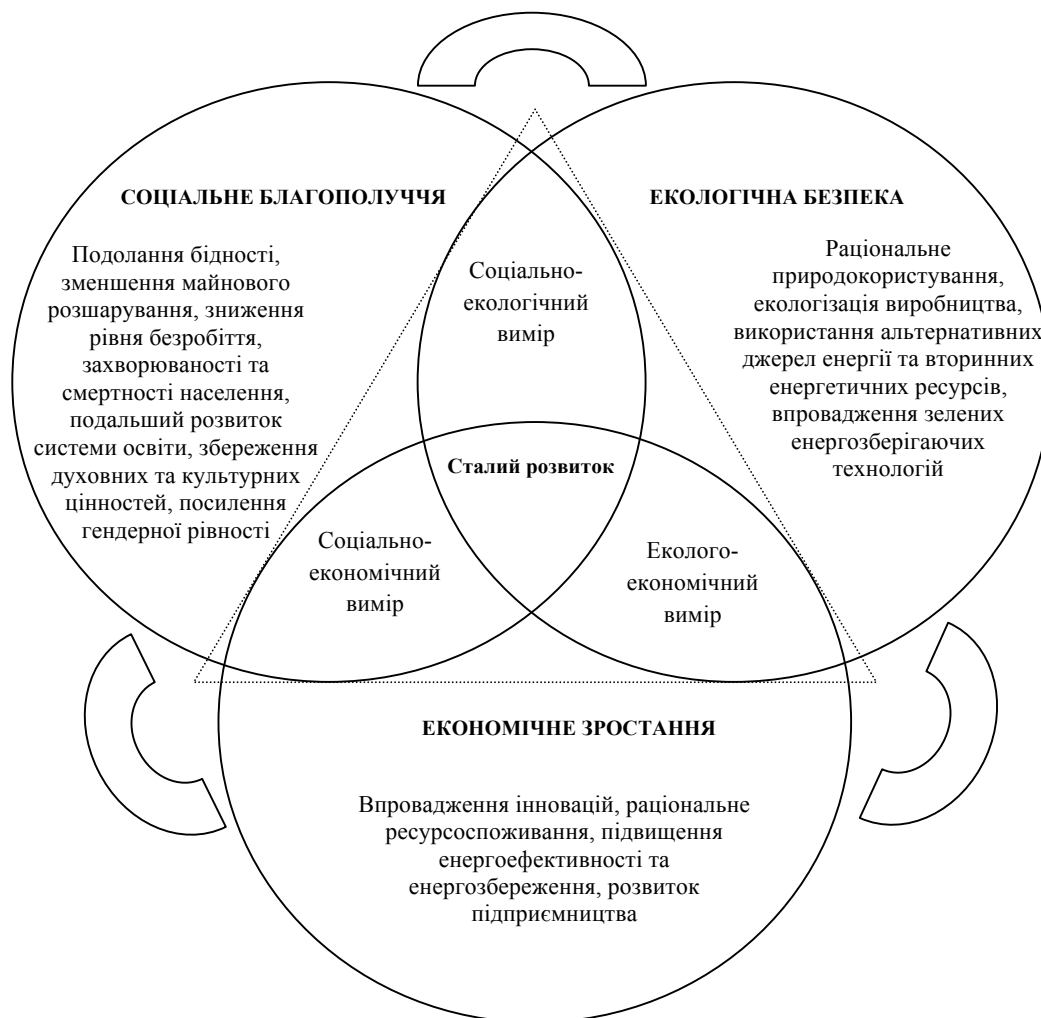 СОЦІАЛЬНЕ БЛАГОПОЛУЧЧЯ
Подолання бідності,
зменшення майнового
розшарування, зниження
рівня безробіття,
захворюваності та
смертності населення,
подальший розвиток
системи освіти, збереження
духовних та культурних
цінностей, посилення
гендерної рівності
ЕКОЛОГІЧНА БЕЗПЕКА
Раціональне
природокористування,
екологізація виробництва,
використання альтернативних
джерел енергії та вторинних
енергетичних ресурсів,
впровадження зелених
енергозберігаючих
технологій
Соціально-
екологічний
вимір
Сталий розвиток
Соціально-
економічний
вимір
Еколого-
економічний
вимір
ЕКОНОМІЧНЕ ЗРОСТАННЯ
Впровадження інновацій, раціональне
ресурсоспоживання, підвищення
енергоефективності та
енергозбереження, розвиток
підприємництва